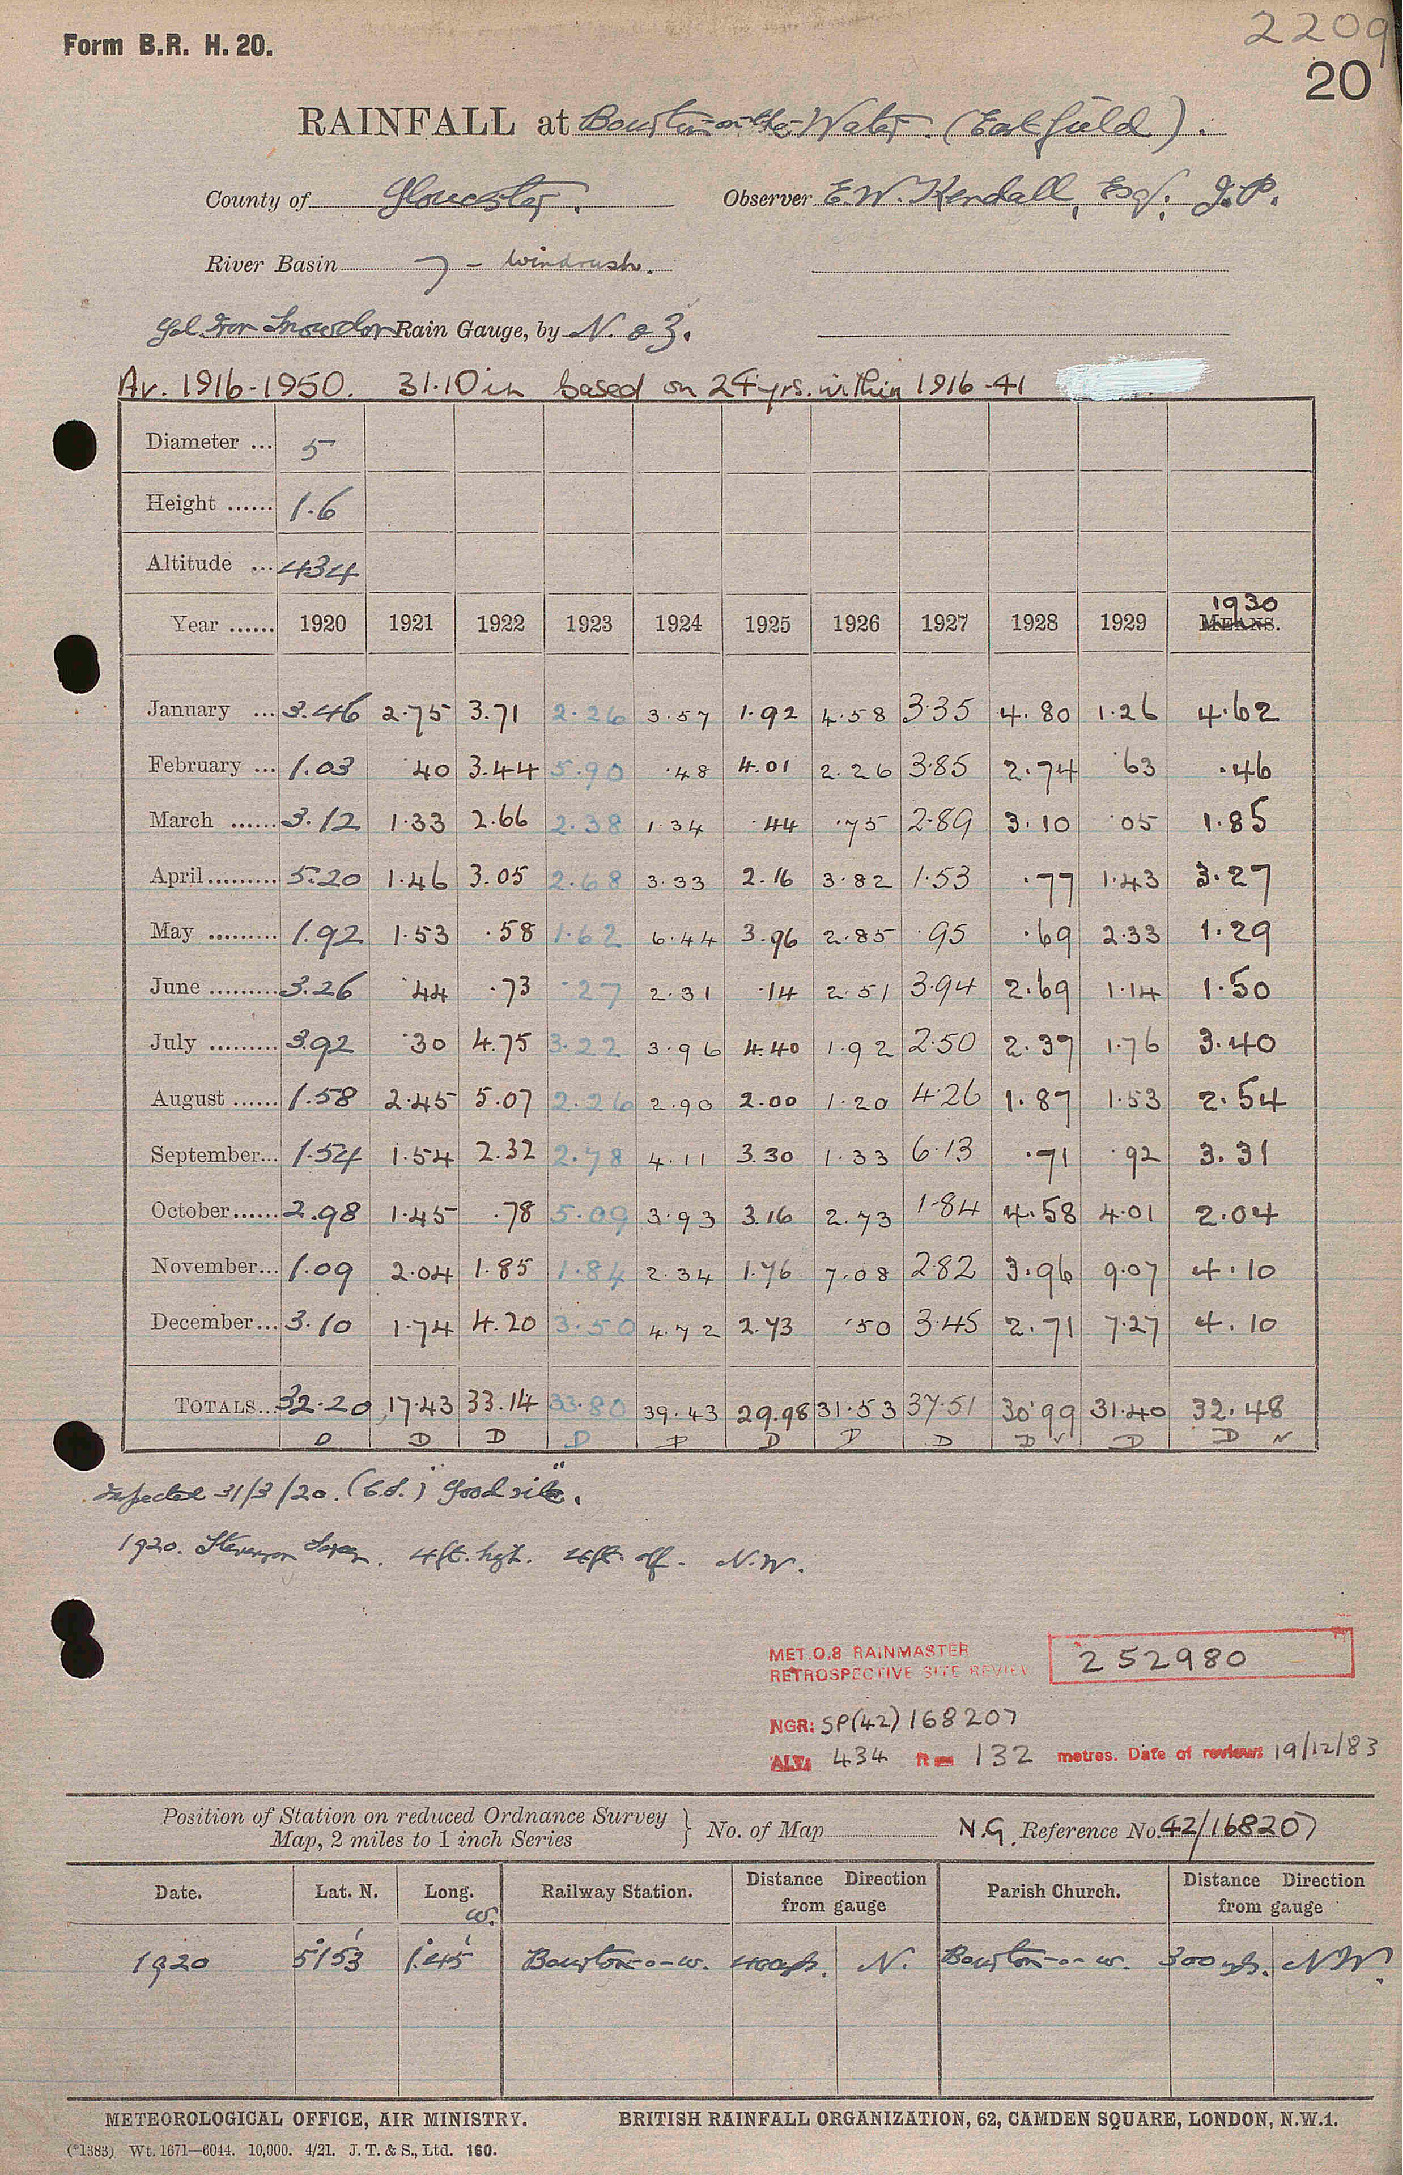 2209
Form B.R. H. 20.
20
RAINFALL at Bourton-on-the-Water. (Eastfield).
County of Gloucester. Observer E.W. Kendall, Esq. J.P.
River Basin 7 - Windrush.
Rain Gauge, by N. & Z.
Av. 1916-1950. 31.10 in based on 24 yrs. within 1916-41
Diameter ... 5
Height ...... 1.6
Altitude ... 434
1930
Year ...... 1920 1921 1922 1923 1924 1925 1926 1927 1928 1929 MEANS.
January ... 3.46 2.75 3.71 2.26 3.57 1.92 4.58 3.35 4.80 1.26 4.62
February ... 1.03 .40 3.44 5.90 .48 4.01 2.26 3.85 2.74 .63 .46
March ...... 3.12 1.33 2.66 2.38 1.34 .44 .75 2.89 3.10 .05 1.85
April ......... 5.20 1.46 3.05 2.68 3.33 2.16 3.82 1.53 .77 1.43 3.27
May ......... 1.92 1.53 .58 1.62 6.44 3.96 2.85 .95 .69 2.33 1.29
June ......... 3.26 .44 .73 .27 2.31 .14 2.51 3.94 2.69 1.14 1.50
July ......... 3.92 .30 4.75 3.22 3.96 4.40 1.92 2.50 2.37 1.76 3.40
August ...... 1.58 2.45 5.07 2.26 2.90 2.00 1.20 4.26 1.87 1.53 2.54
September... 1.54 1.54 2.32 2.78 4.11 3.30 1.33 6.13 .71 .92 3.31
October...... 2.98 1.45 .78 5.09 3.93 3.16 2.73 1.84 4.58 4.01 2.04
November... 1.09 2.04 1.85 1.84 2.34 1.76 7.08 2.82 3.96 9.07 4.10
December... 3.10 1.74 4.20 3.50 4.72 2.73 .50 3.45 2.71 7.27 4.10
TOTALS... 32.20 17.43 33.14 33.80 39.43 29.98 31.53 37.51 30.99 31.40 32.48
D D D D D D D D D D D
Inspected 31/3/20. "Good site".
1920. Stevenson Screen. 4ft. hgt. 4ft. off. N.W.
MET.O.8 RAINMASTER
RETROSPECTIVE SITE REVIEW 252980
NGR: SP(42)168207
ALT: 434 ft = 132 metres. Date of review: 19/12/83
Position of Station on reduced Ordnance Survey
Map, 2 miles to 1 inch Series } No. of Map N.G. Reference No. 42/168207
Date. Lat. N. Long. W. Railway Station. Distance Direction from gauge Parish Church. Distance Direction from gauge
1920 51°53' 1°45' Bourton-o-W. 400 yds. N. Bourton-o-W. 300 yds. NW.
METEOROLOGICAL OFFICE, AIR MINISTRY. BRITISH RAINFALL ORGANIZATION, 62, CAMDEN SQUARE, LONDON, N.W.1.
(*1383) Wt. 1671—6044. 10,000. 4/21. J. T. & S., Ltd. 160.